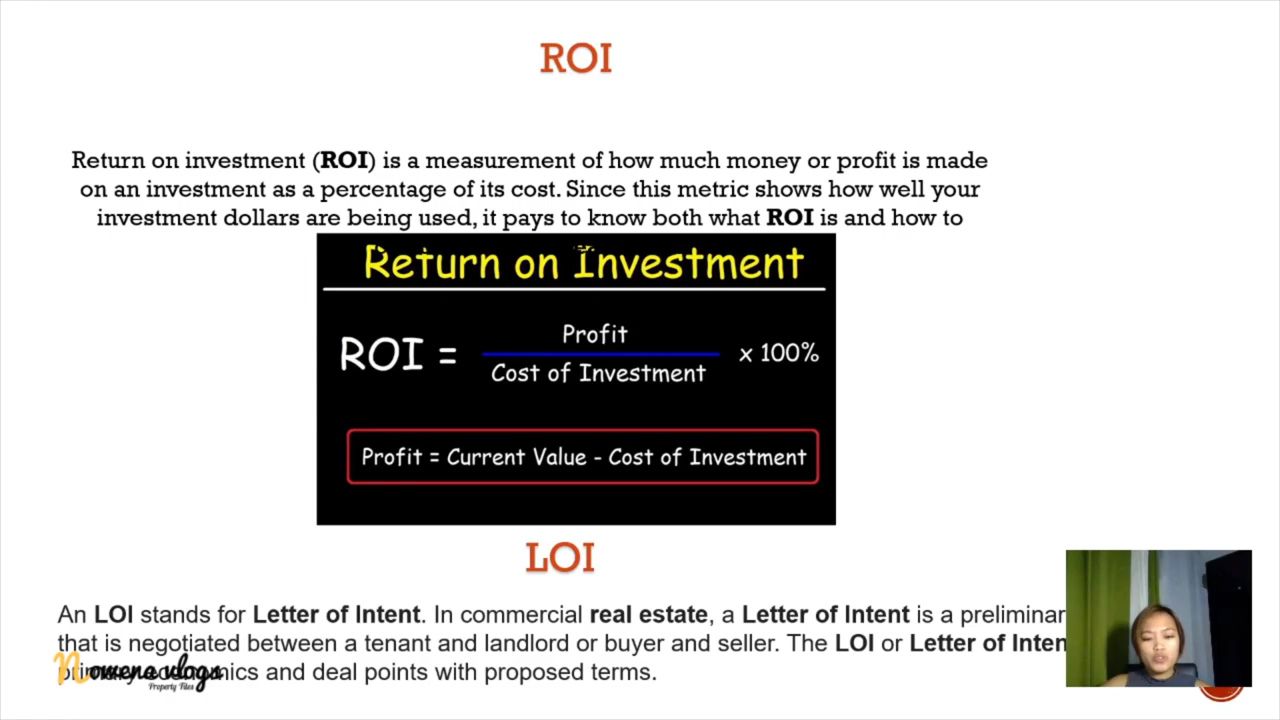 ROI
Return on investment (ROI) is a measurement of how much money or profit is made
on an investment as a percentage of its cost. Since this metric shows how well your
investment dollars are being used, it pays to know both what ROI is and how to
Return on Investment
ROI = Profit / Cost of Investment x 100%
Profit = Current Value - Cost of Investment
LOI
An LOI stands for Letter of Intent. In commercial real estate, a Letter of Intent is a preliminar
that is negotiated between a tenant and landlord or buyer and seller. The LOI or Letter of Inten
economics and deal points with proposed terms.
Nowena vlogs
Property Files